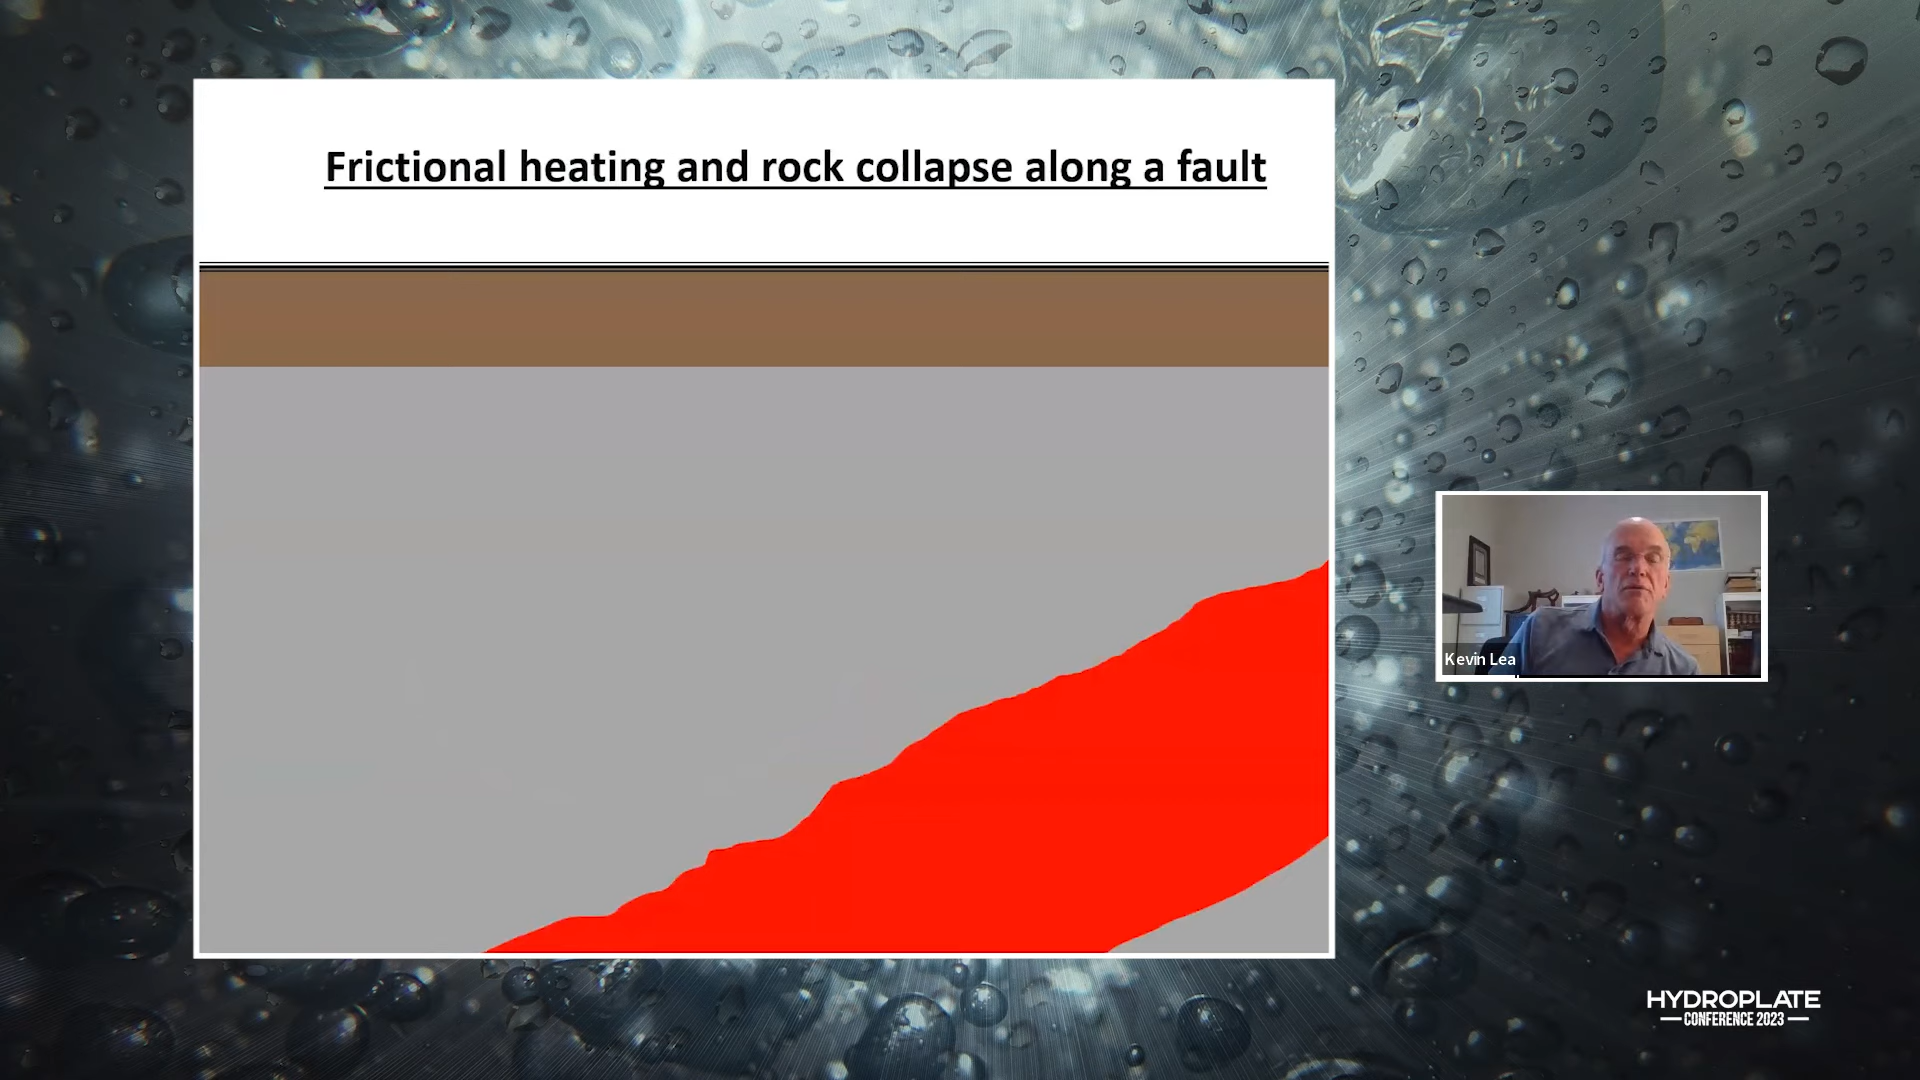 Frictional heating and rock collapse along a fault
Kevin Lea
HYDROPLATE
CONFERENCE 2023